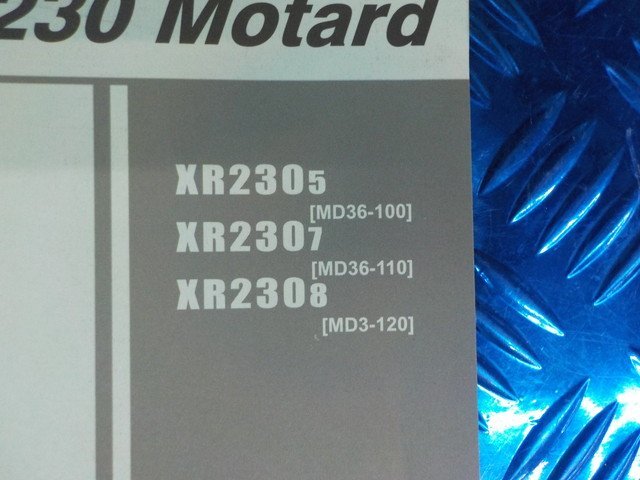 230 Motard
XR2305
[MD36-100]
XR2307
[MD36-110]
XR2308
[MD3-120]